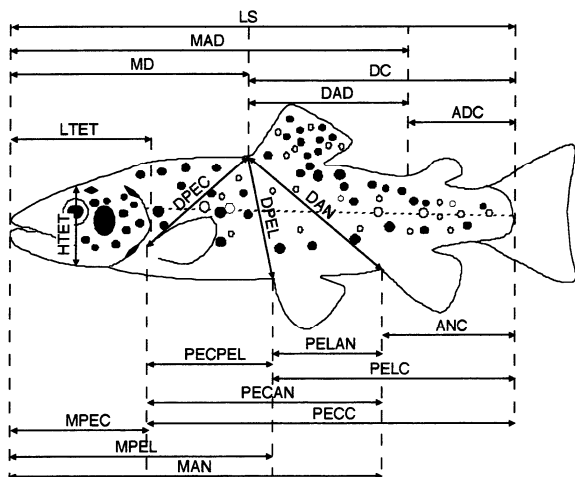 LS
MAD
MD
DC
DAD
LTET
ADC
DPEC
DAN
HTET
DPEL
ANC
PELAN
PECPEL
PELC
PECAN
MPEC
PECC
MPEL
MAN